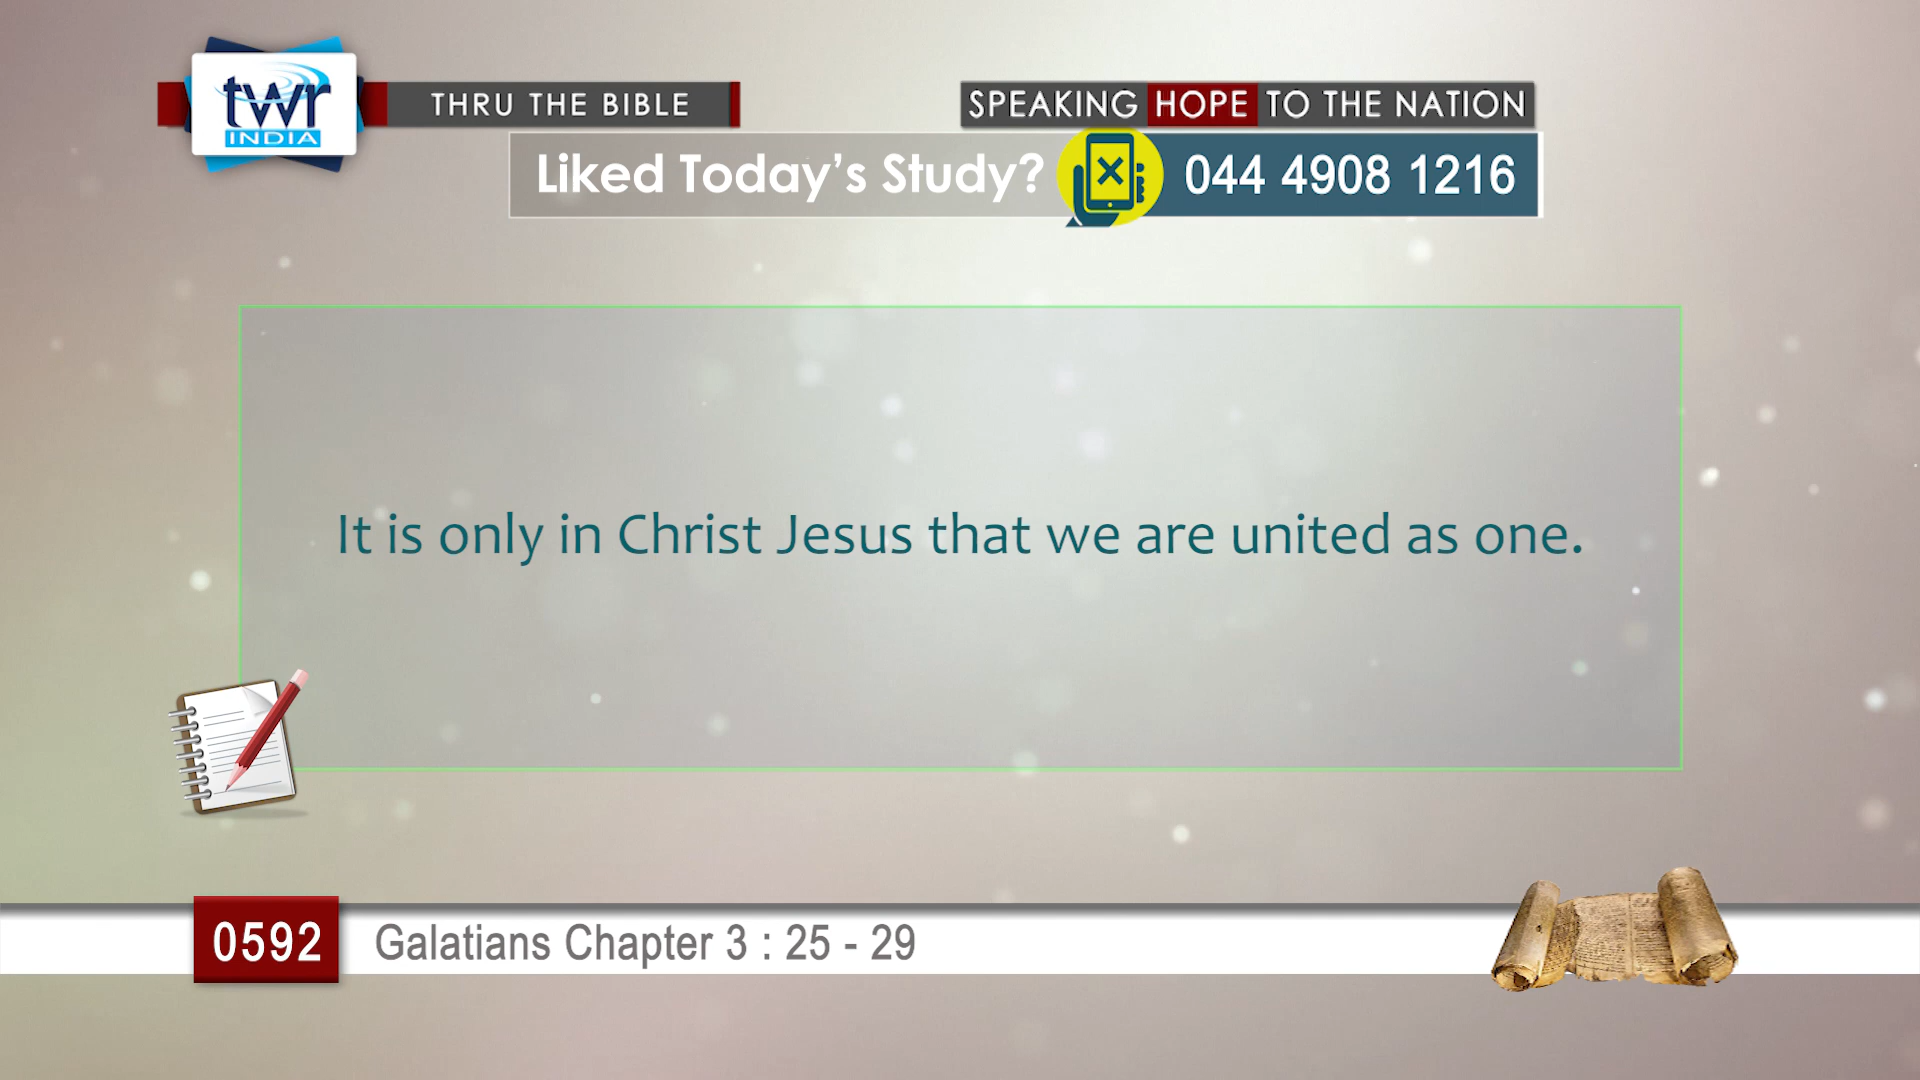 twr
INDIA
THRU THE BIBLE
SPEAKING HOPE TO THE NATION
Liked Today's Study?
044 4908 1216
It is only in Christ Jesus that we are united as one.
0592
Galatians Chapter 3 : 25 - 29